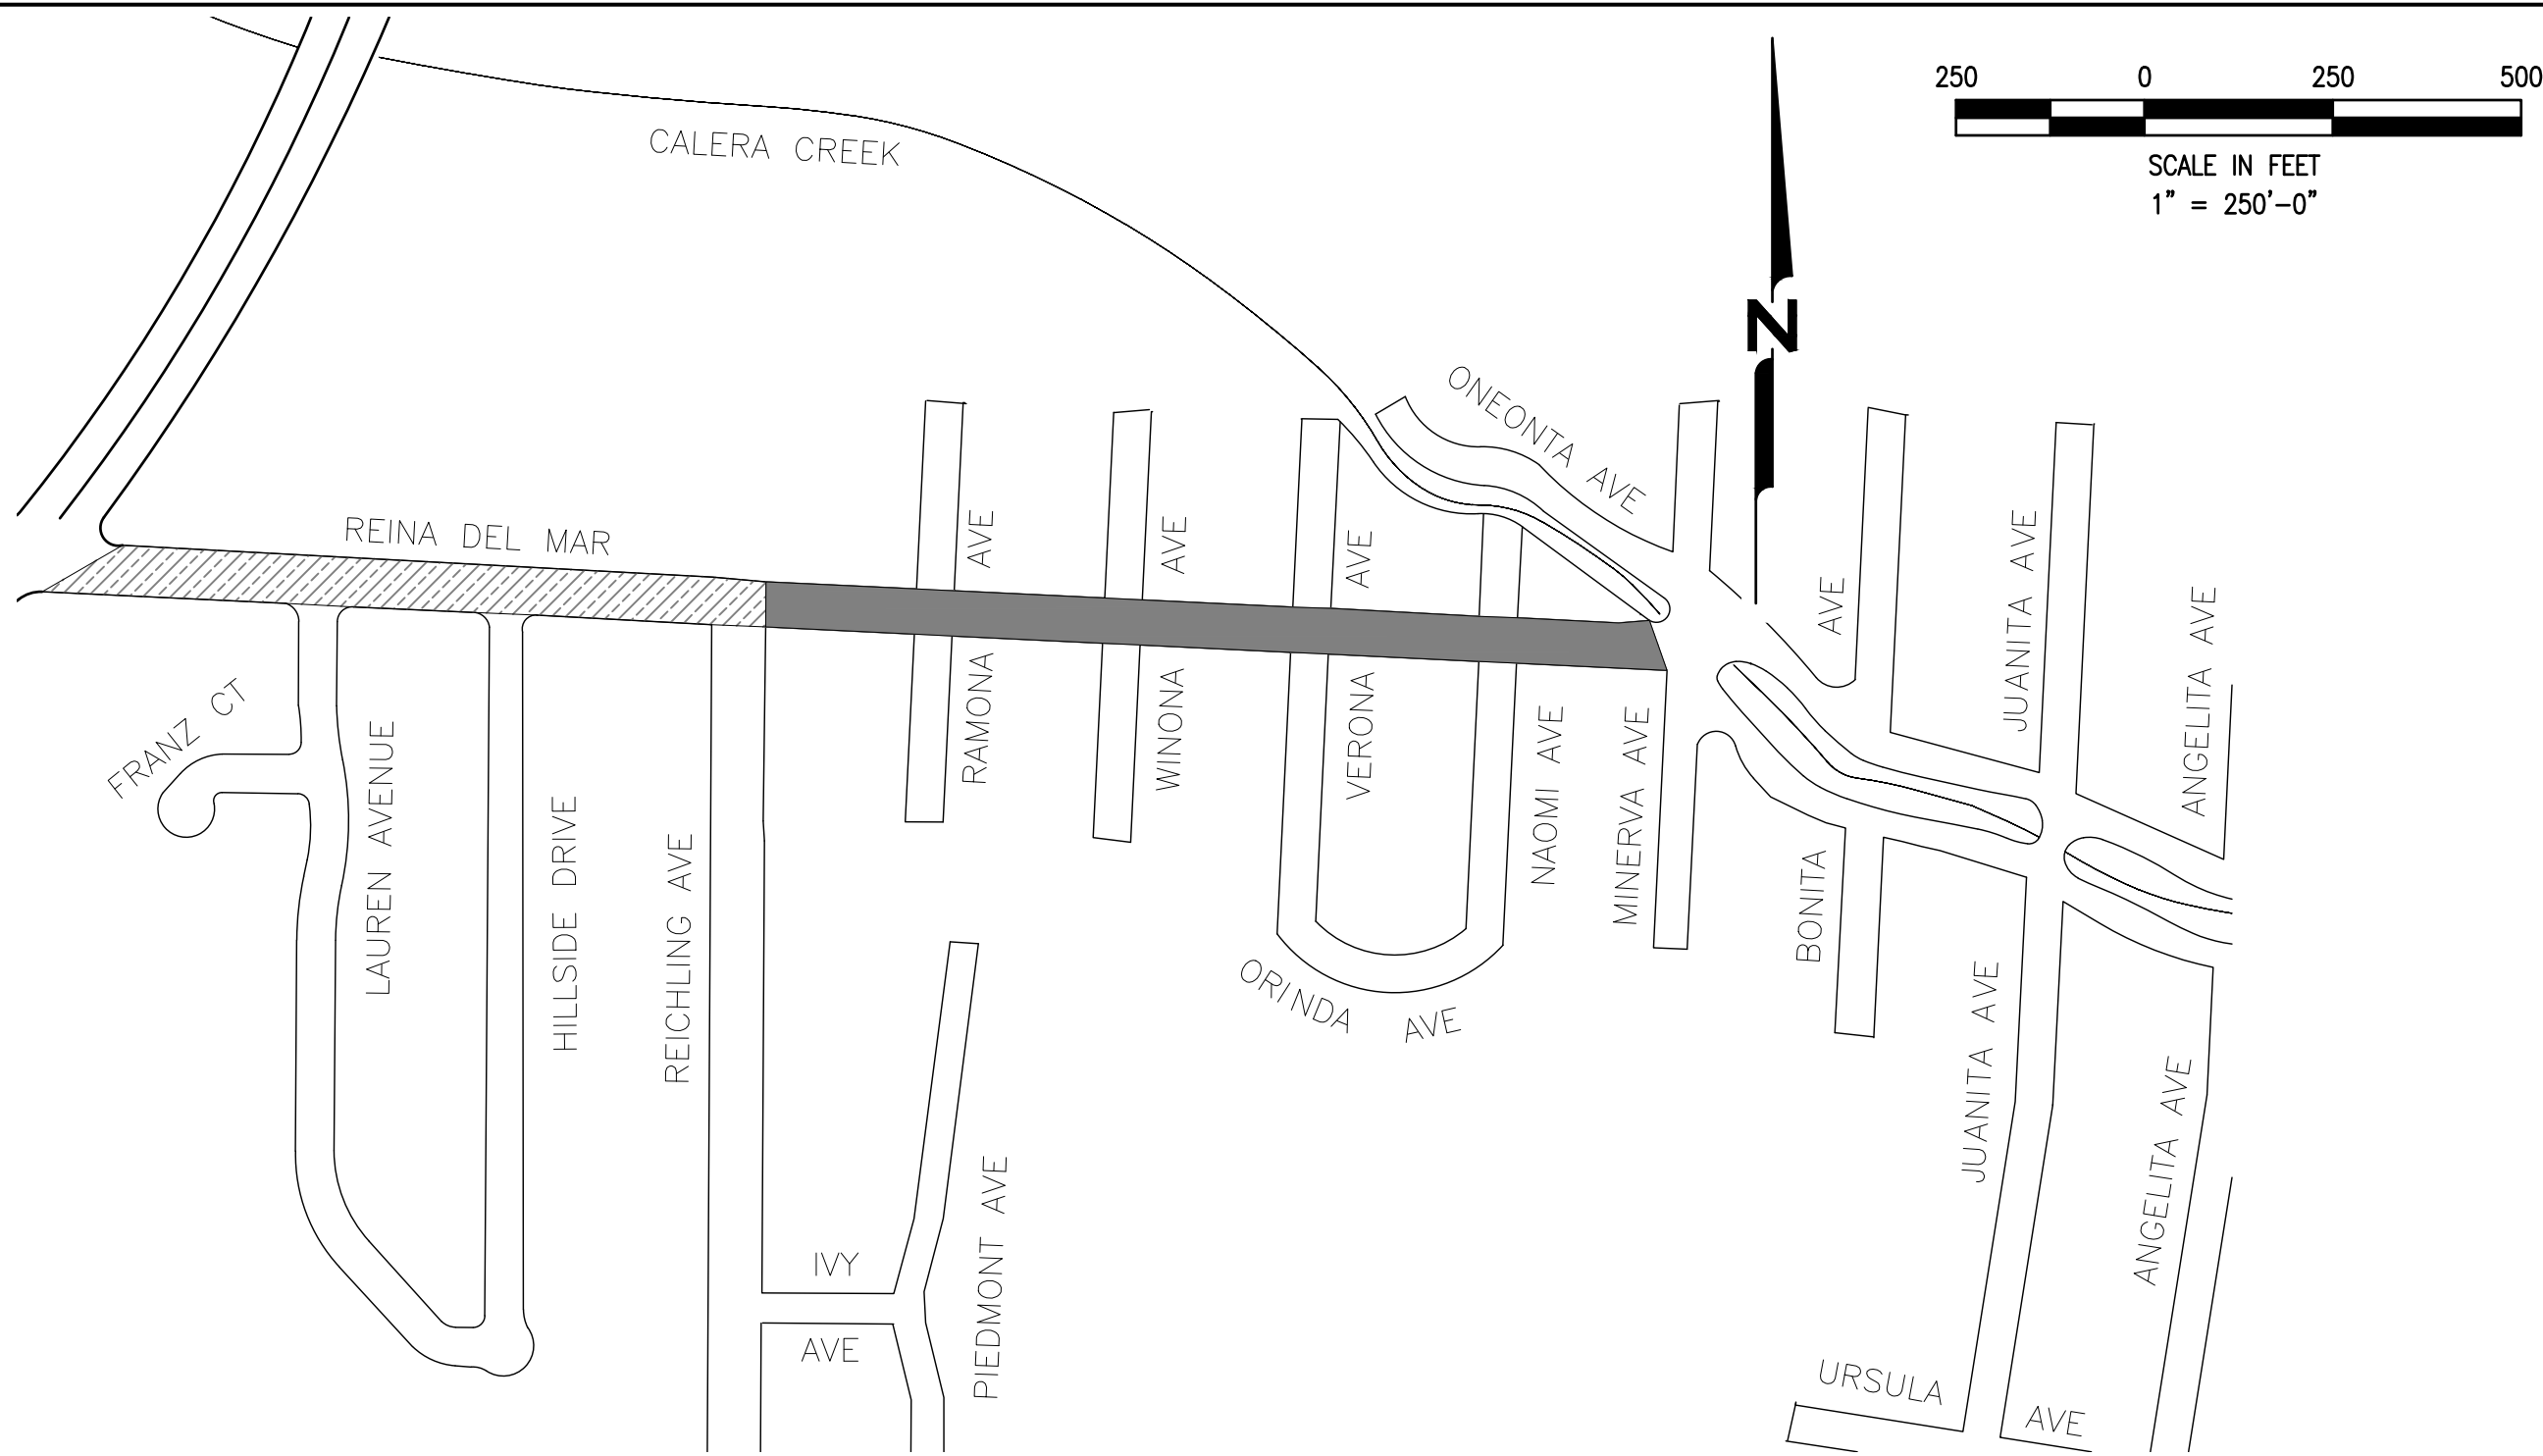 250 0 250 500
SCALE IN FEET
1" = 250'-0"
CALERA CREEK
N
ONEONTA AVE
REINA DEL MAR
AVE
AVE
AVE
AVE
JUANITA AVE
ANGELITA AVE
FRANZ CT
LAUREN AVENUE
HILLSIDE DRIVE
REICHLING AVE
RAMONA
WINONA
VERONA
NAOMI AVE
MINERVA AVE
BONITA
ORINDA AVE
JUANITA AVE
ANGELITA AVE
IVY
AVE
PIEDMONT AVE
URSULA
AVE